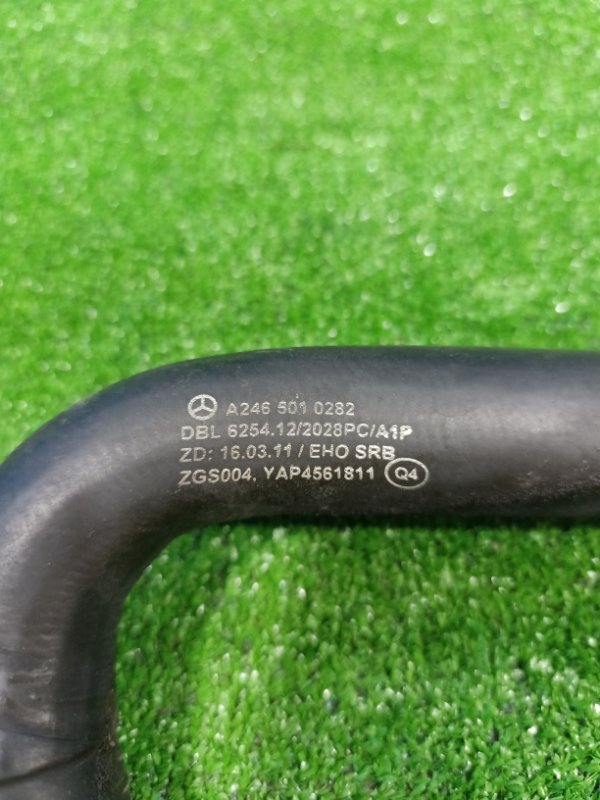 A246 501 0282
DBL 6254.12/2028PC/A1P
ZD: 16.03.11 / EHO SRB
ZGS004. YAP4561811 Q4